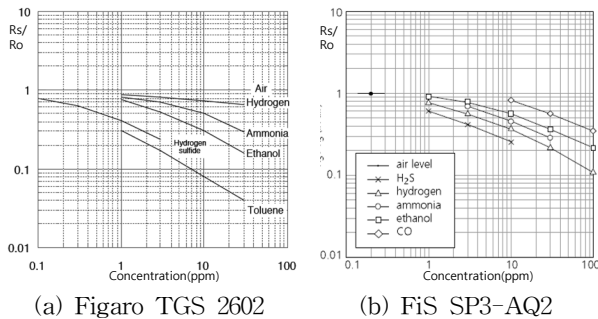 Rs/
Ro
10
1
0.1
0.01
Air
Hydrogen
Hydrogen
sulfide
Ammonia
Ethanol
Toluene
0.1
1
10
100
Concentration(ppm)
(a) Figaro TGS 2602
Rs/
Ro
10
1
0.1
0.01
air level
H₂S
hydrogen
ammonia
ethanol
CO
0.1
1
10
100
Concentration(ppm)
(b) FiS SP3-AQ2